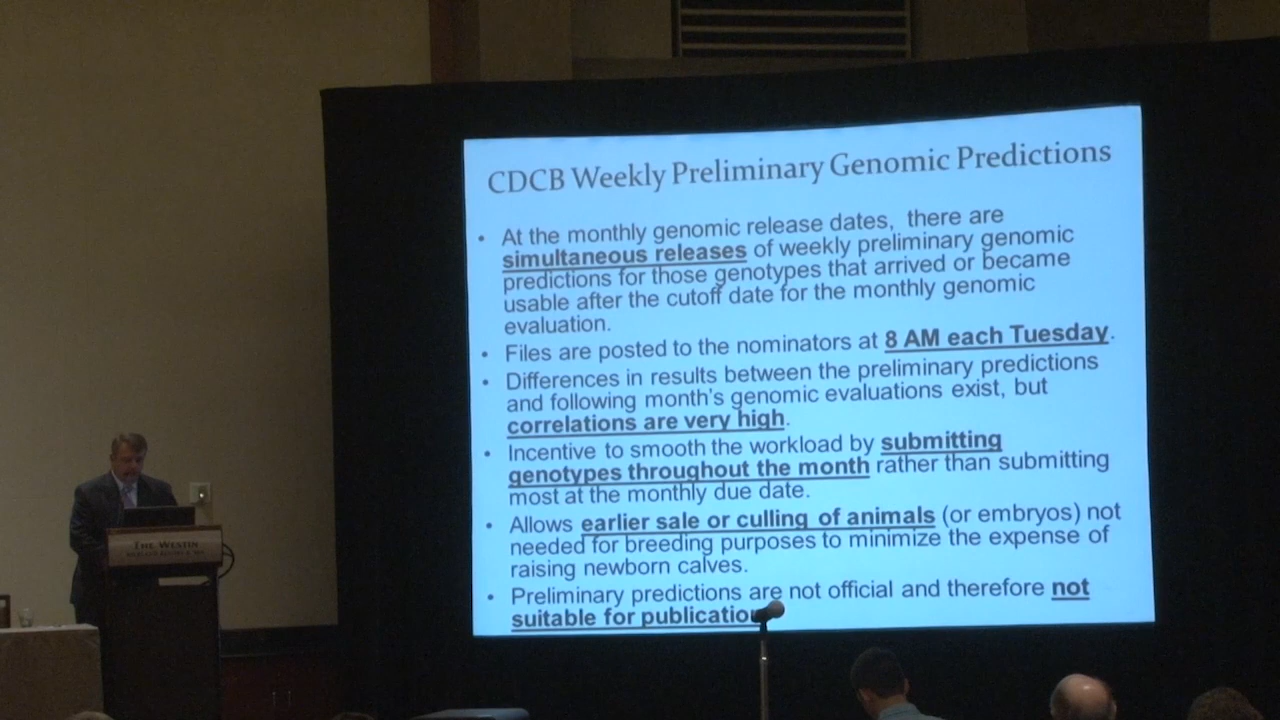 CDCB Weekly Preliminary Genomic Predictions
• At the monthly genomic release dates, there are
simultaneous releases of weekly preliminary genomic
predictions for those genotypes that arrived or became
usable after the cutoff date for the monthly genomic
evaluation.
• Files are posted to the nominators at 8 AM each Tuesday.
• Differences in results between the preliminary predictions
and following month's genomic evaluations exist, but
correlations are very high.
• Incentive to smooth the workload by submitting
genotypes throughout the month rather than submitting
most at the monthly due date.
• Allows earlier sale or culling of animals (or embryos) not
needed for breeding purposes to minimize the expense of
raising newborn calves.
• Preliminary predictions are not official and therefore not
suitable for publication
THE WESTIN